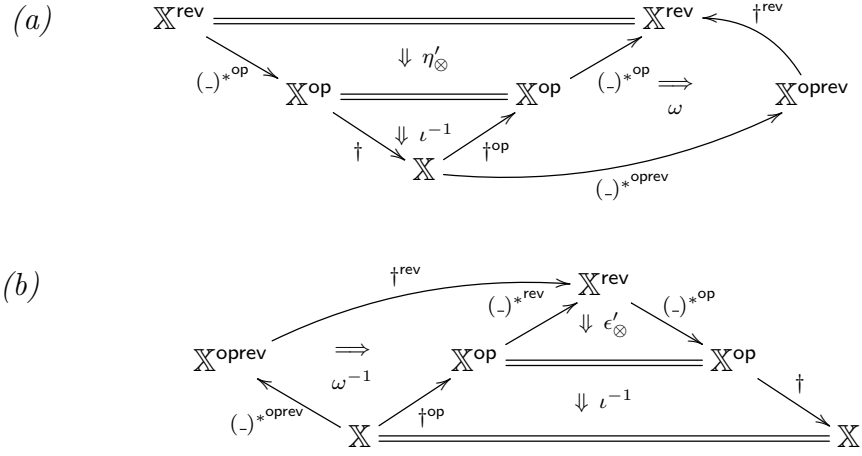 (a)
𝕏^rev 𝕏^rev †^rev
(_)*^op ⇓ η′_⊗ (_)*^op ⟹ ω
𝕏^op 𝕏^op 𝕏^oprev
† ⇓ ι^{-1} †^op
𝕏 (_)*^oprev
(b)
†^rev 𝕏^rev
(_)*^rev ⇓ ϵ′_⊗ (_)*^op
𝕏^oprev ⟹ ω^{-1} 𝕏^op 𝕏^op
(_)*^oprev †^op ⇓ ι^{-1} †
𝕏 𝕏